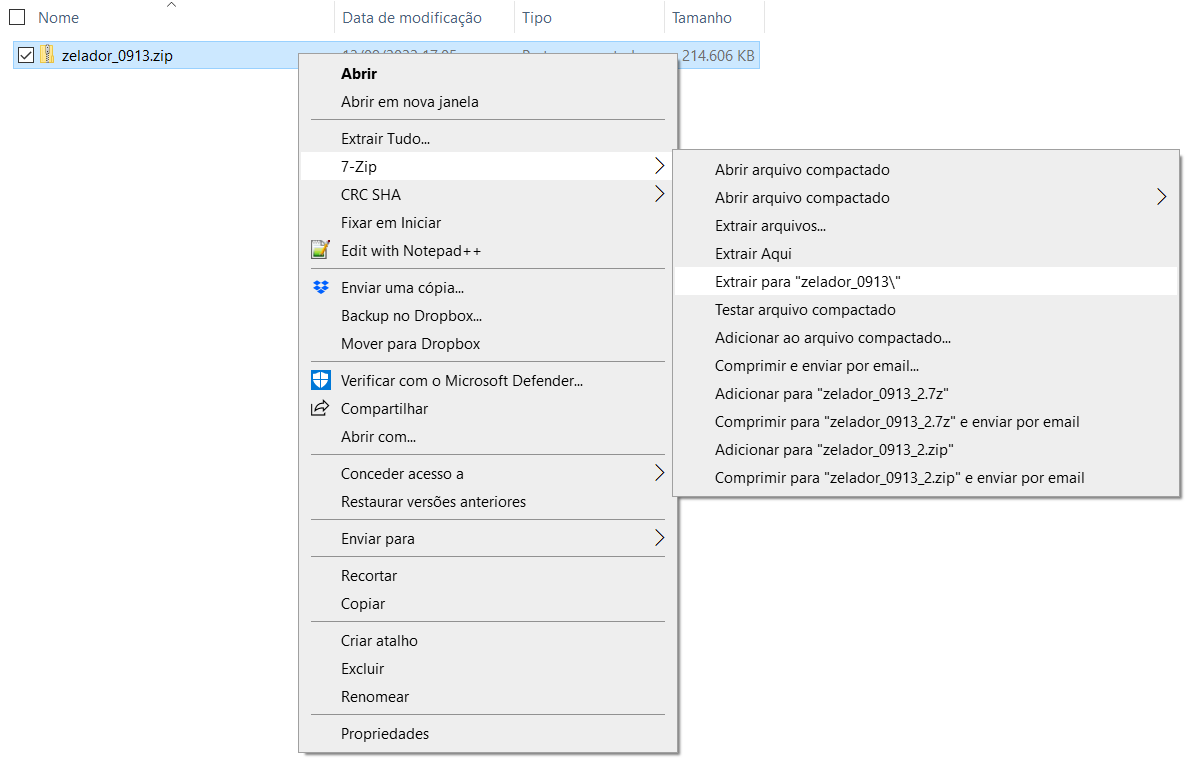 Nome Data de modificação Tipo Tamanho
zelador_0913.zip 214.606 KB
Abrir
Abrir em nova janela
Extrair Tudo...
7-Zip
CRC SHA
Fixar em Iniciar
Edit with Notepad++
Enviar uma cópia...
Backup no Dropbox...
Mover para Dropbox
Verificar com o Microsoft Defender...
Compartilhar
Abrir com...
Conceder acesso a
Restaurar versões anteriores
Enviar para
Recortar
Copiar
Criar atalho
Excluir
Renomear
Propriedades
Abrir arquivo compactado
Abrir arquivo compactado
Extrair arquivos...
Extrair Aqui
Extrair para "zelador_0913\"
Testar arquivo compactado
Adicionar ao arquivo compactado...
Comprimir e enviar por email...
Adicionar para "zelador_0913_2.7z"
Comprimir para "zelador_0913_2.7z" e enviar por email
Adicionar para "zelador_0913_2.zip"
Comprimir para "zelador_0913_2.zip" e enviar por email